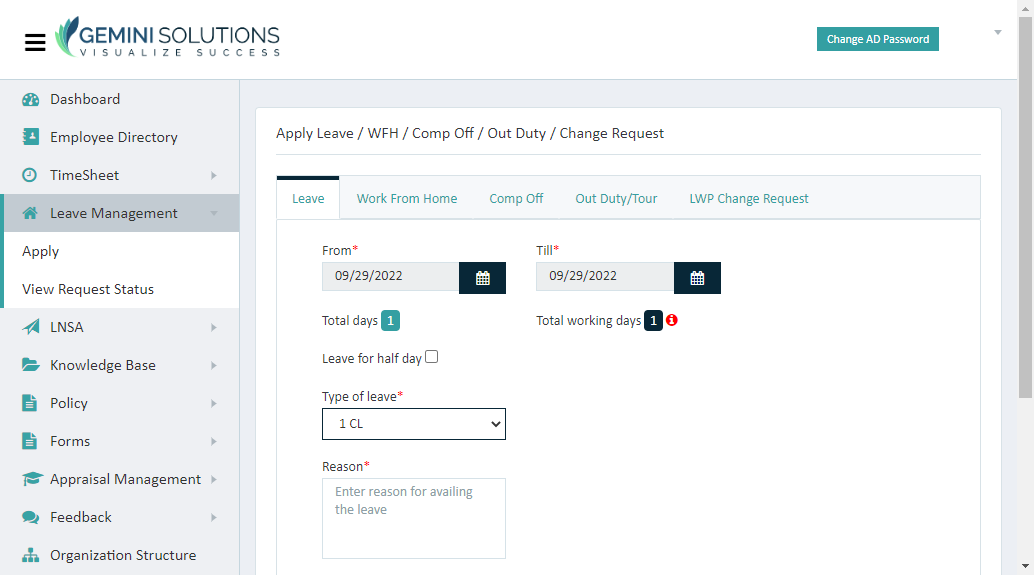 GEMINI SOLUTIONS
VISUALIZE SUCCESS
Change AD Password
Dashboard
Employee Directory
TimeSheet
Leave Management
Apply
View Request Status
LNSA
Knowledge Base
Policy
Forms
Appraisal Management
Feedback
Organization Structure
Apply Leave / WFH / Comp Off / Out Duty / Change Request
Leave Work From Home Comp Off Out Duty/Tour LWP Change Request
From* Till*
09/29/2022 09/29/2022
Total days 1 Total working days 1
Leave for half day
Type of leave*
1 CL
Reason*
Enter reason for availing
the leave